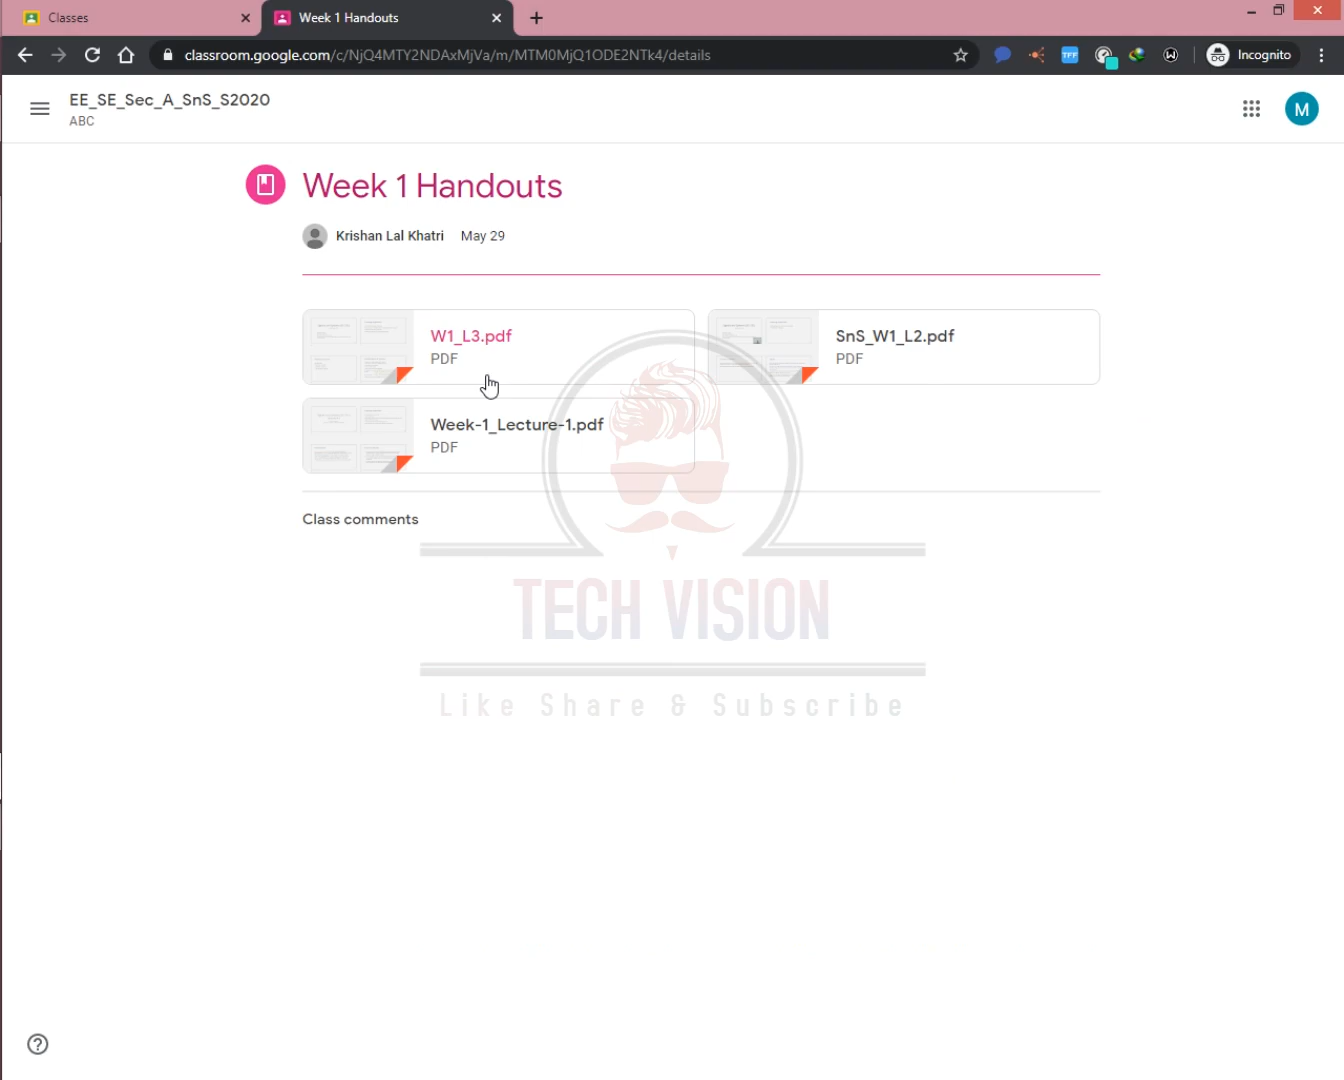 Classes
Week 1 Handouts
classroom.google.com/c/NjQ4MTY2NDAxMjVa/m/MTM0MjQ1ODE2NTk4/details
TFF
Incognito
EE_SE_Sec_A_SnS_S2020
ABC
M
Week 1 Handouts
Krishan Lal Khatri May 29
W1_L3.pdf
PDF
SnS_W1_L2.pdf
PDF
Week-1_Lecture-1.pdf
PDF
Class comments
TECH VISION
Like Share & Subscribe